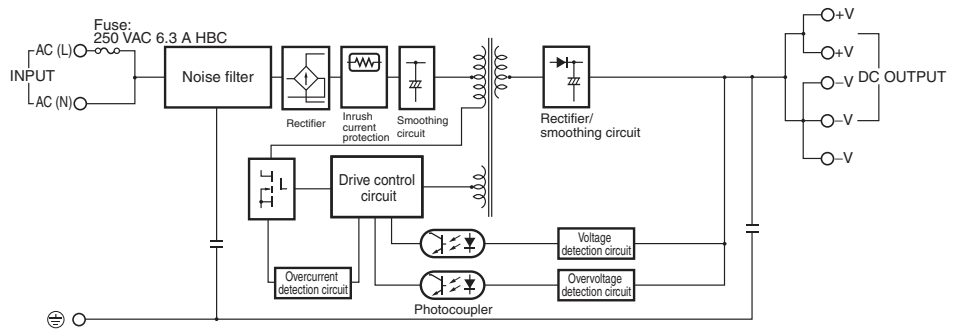 Fuse:
250 VAC 6.3 A HBC
AC (L)
INPUT
AC (N)
Noise filter
Rectifier
Inrush
current
protection
Smoothing
circuit
Rectifier/
smoothing circuit
+V
+V
–V
DC OUTPUT
–V
–V
Drive control
circuit
Overcurrent
detection circuit
Photocoupler
Voltage
detection circuit
Overvoltage
detection circuit